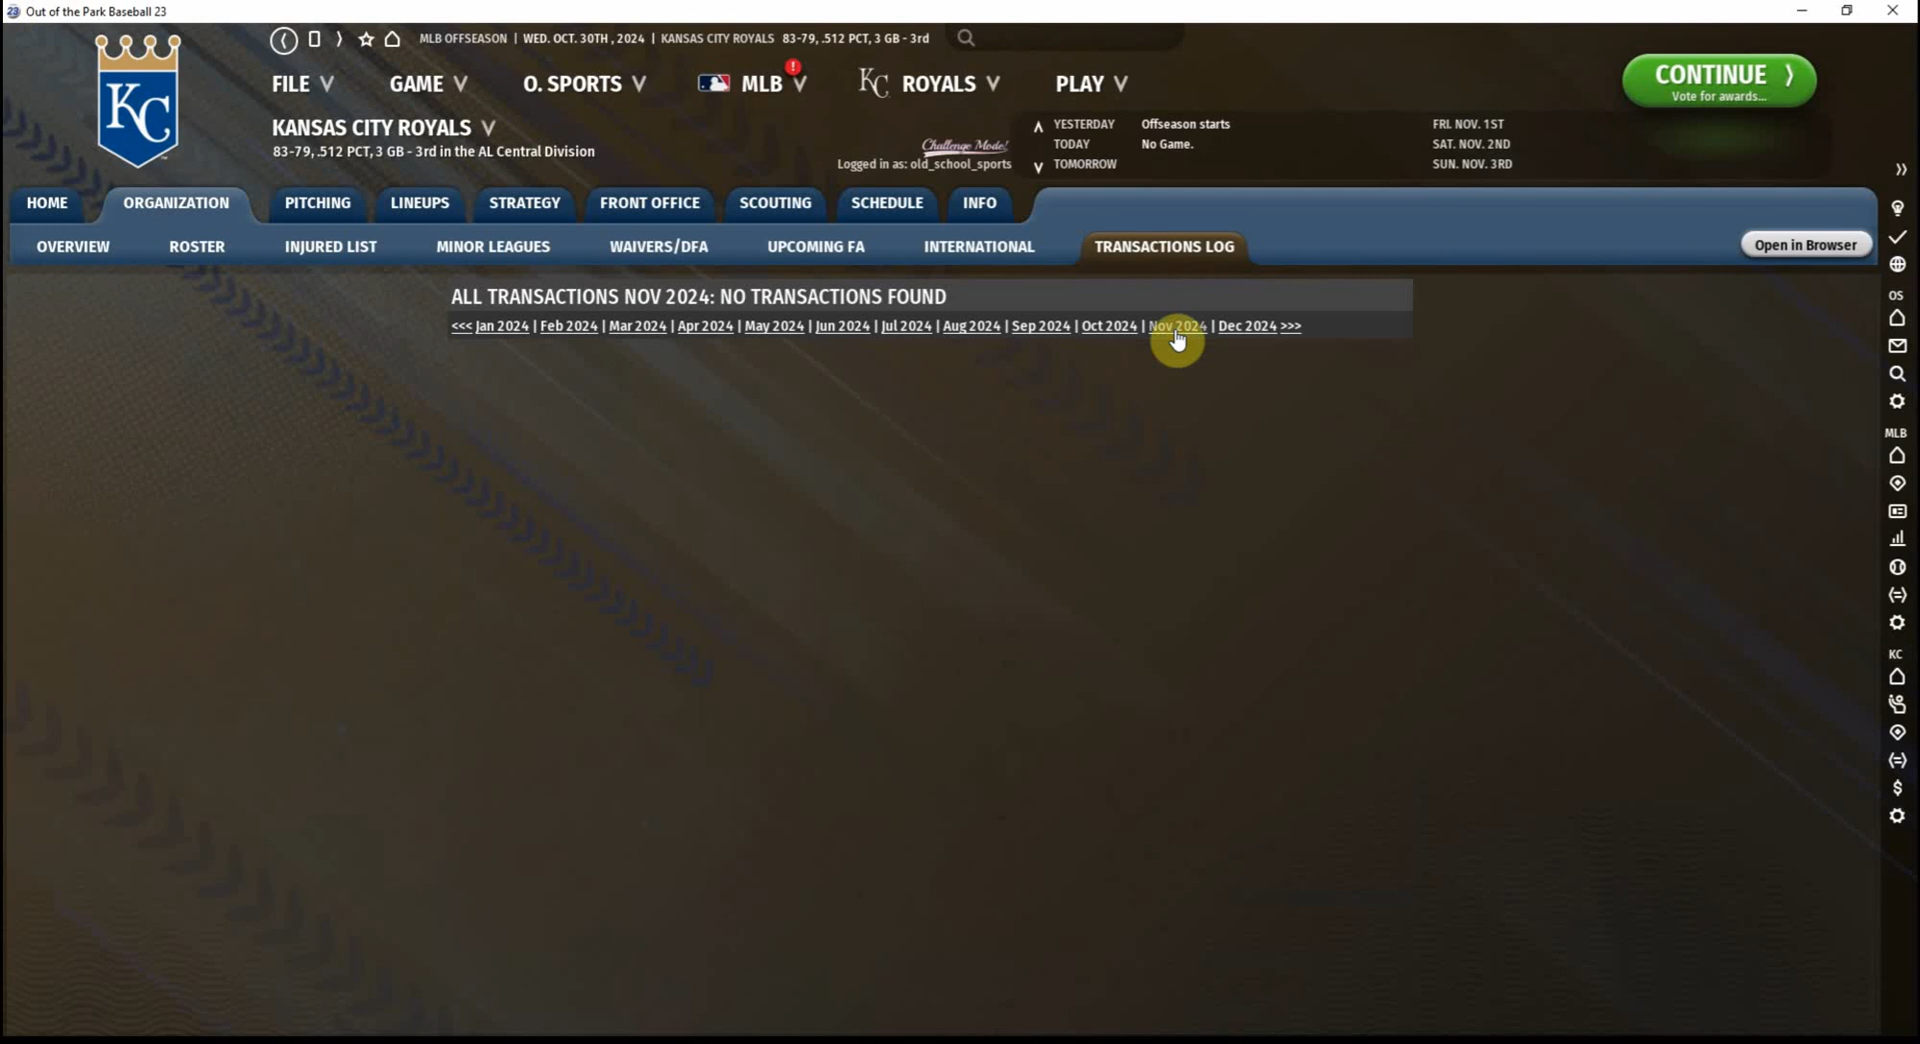 23 Out of the Park Baseball 23
MLB OFFSEASON | WED. OCT. 30TH , 2024 | KANSAS CITY ROYALS 83-79, .512 PCT, 3 GB - 3rd
KC
FILE GAME O. SPORTS MLB ! KC ROYALS PLAY
CONTINUE
Vote for awards...
KANSAS CITY ROYALS
83-79, .512 PCT, 3 GB - 3rd in the AL Central Division
Challenge Mode!
Logged in as: old_school_sports
YESTERDAY Offseason starts FRI. NOV. 1ST
TODAY No Game. SAT. NOV. 2ND
TOMORROW SUN. NOV. 3RD
HOME ORGANIZATION PITCHING LINEUPS STRATEGY FRONT OFFICE SCOUTING SCHEDULE INFO
OVERVIEW ROSTER INJURED LIST MINOR LEAGUES WAIVERS/DFA UPCOMING FA INTERNATIONAL TRANSACTIONS LOG Open in Browser
ALL TRANSACTIONS NOV 2024: NO TRANSACTIONS FOUND
<<< Jan 2024 | Feb 2024 | Mar 2024 | Apr 2024 | May 2024 | Jun 2024 | Jul 2024 | Aug 2024 | Sep 2024 | Oct 2024 | Nov 2024 | Dec 2024 >>>
OS
MLB
KC
$